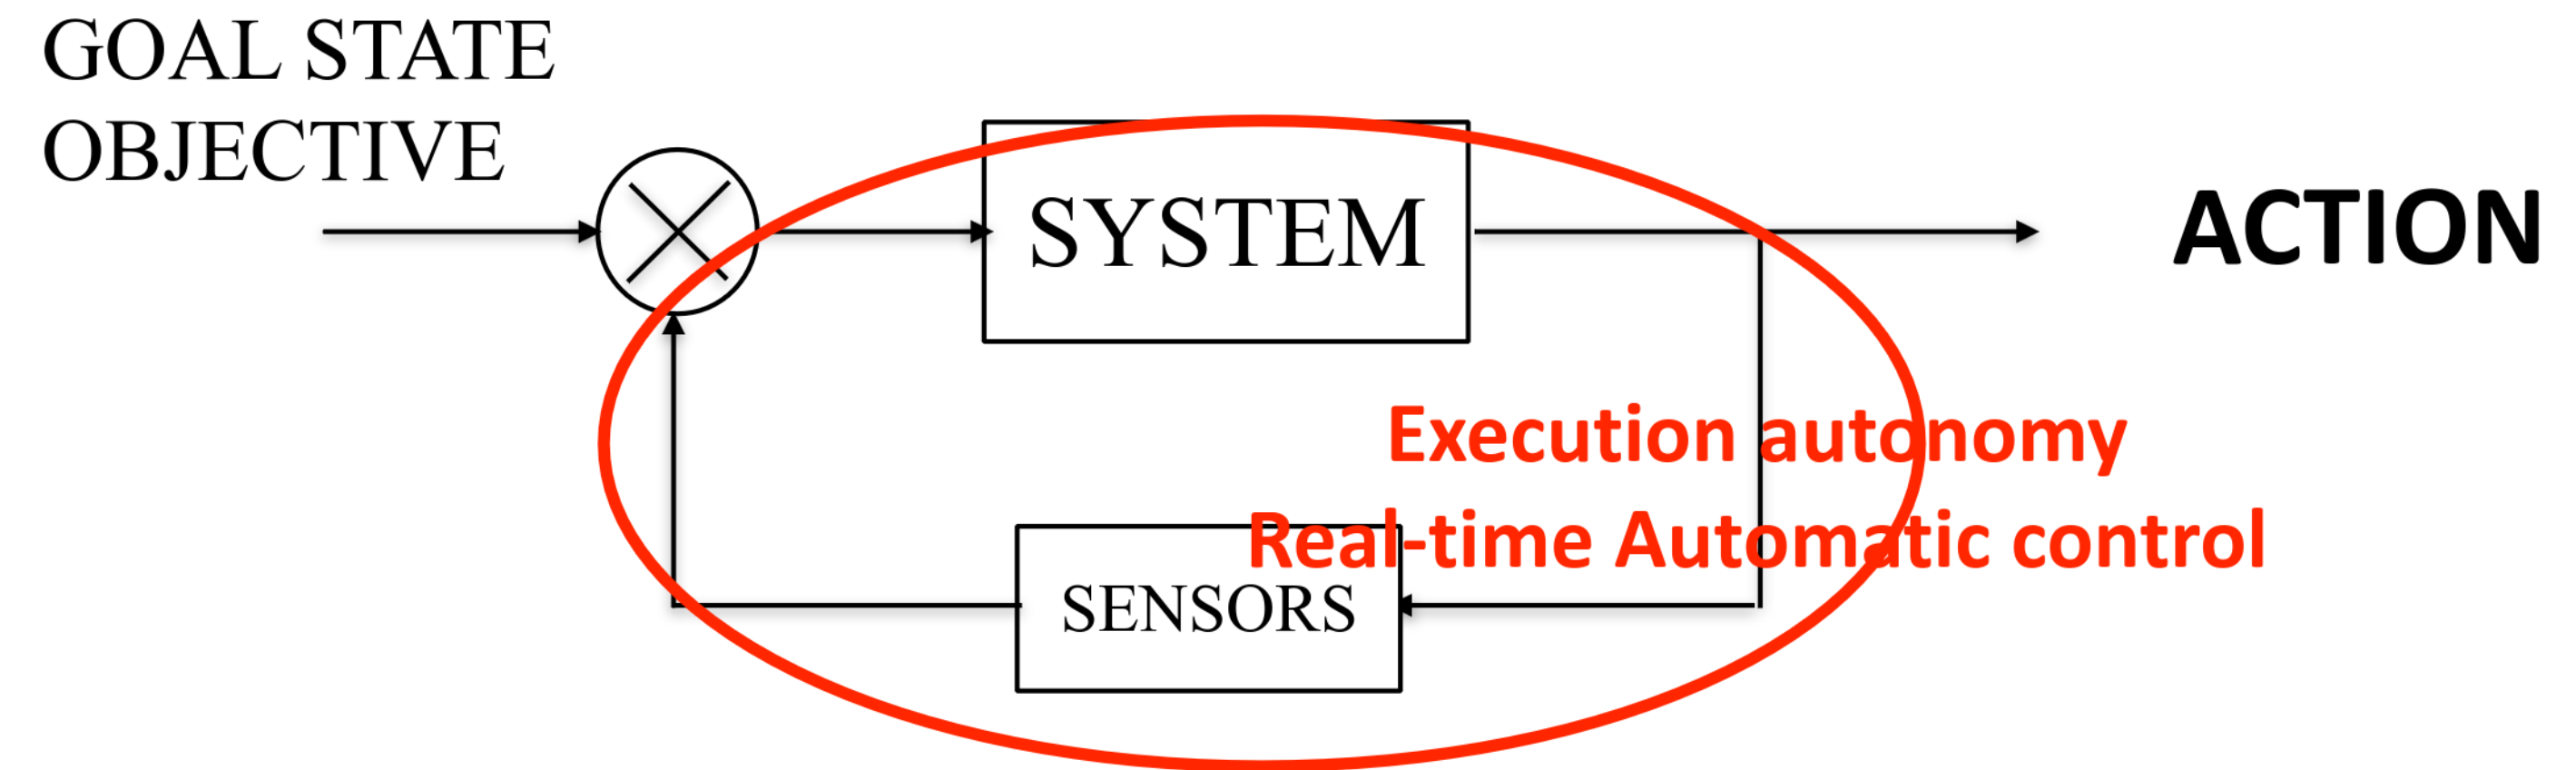 GOAL STATE
OBJECTIVE
SYSTEM
ACTION
Execution autonomy
Real-time Automatic control
SENSORS